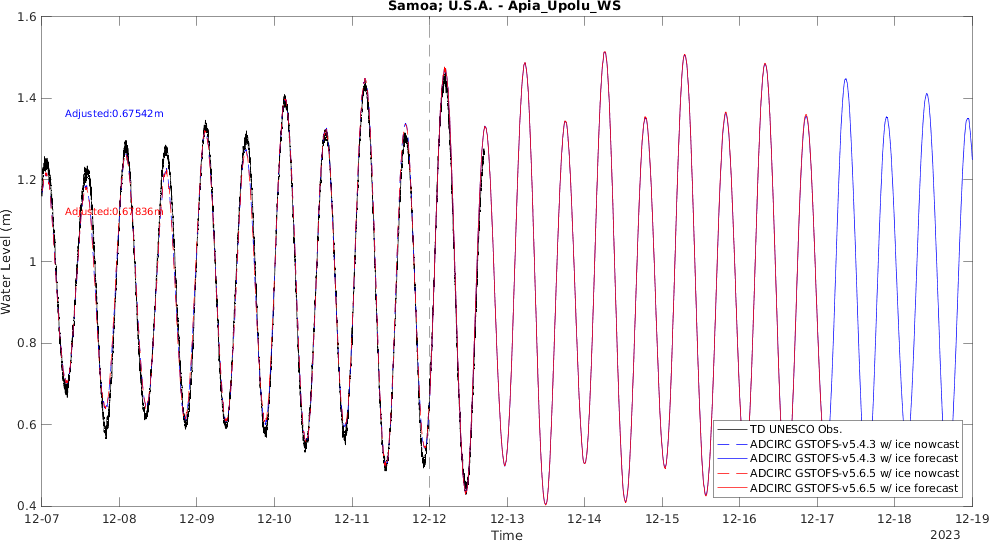 Samoa; U.S.A. - Apia_Upolu_WS
1.6
1.4
1.2
1
0.8
0.6
0.4
Water Level (m)
Adjusted:0.67542m
Adjusted:0.67836m
TD UNESCO Obs.
ADCIRC GSTOFS-v5.4.3 w/ ice nowcast
ADCIRC GSTOFS-v5.4.3 w/ ice forecast
ADCIRC GSTOFS-v5.6.5 w/ ice nowcast
ADCIRC GSTOFS-v5.6.5 w/ ice forecast
12-07 12-08 12-09 12-10 12-11 12-12 12-13 12-14 12-15 12-16 12-17 12-18 12-19
Time
2023